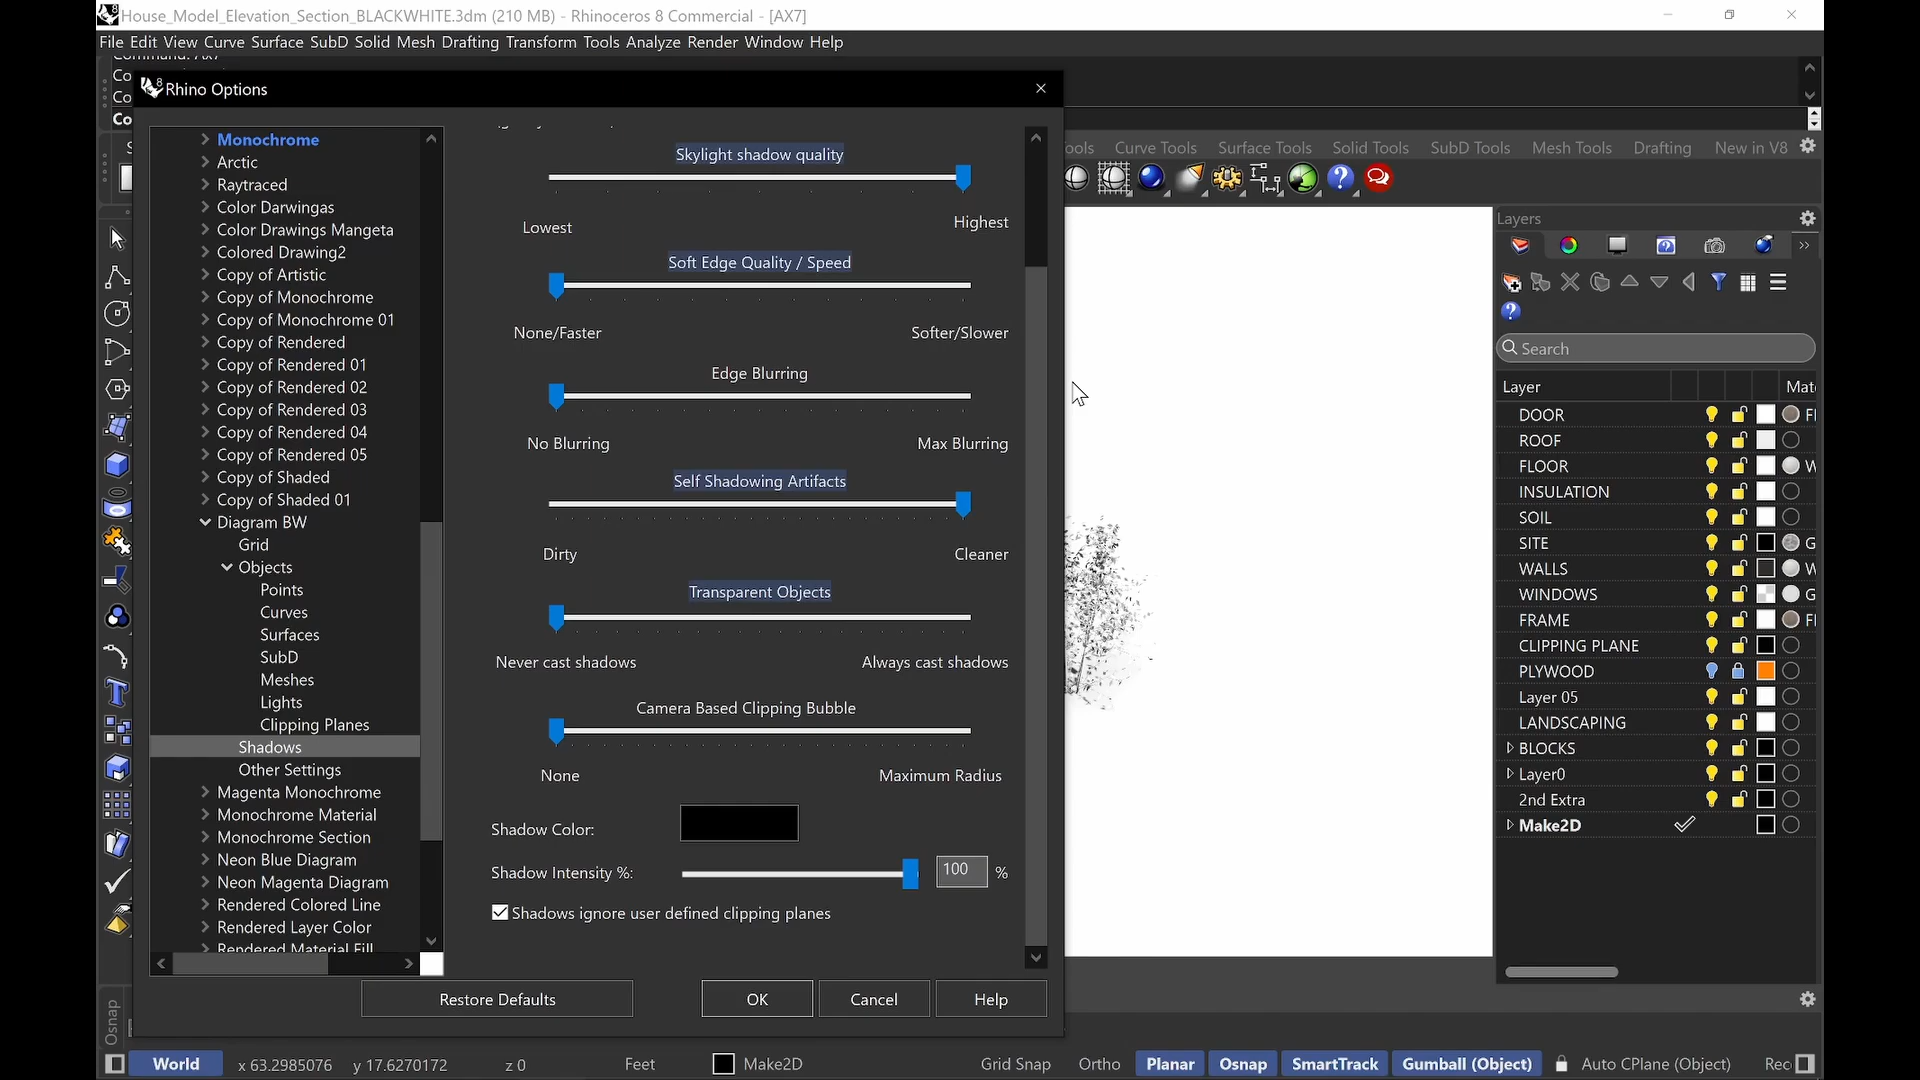 House_Model_Elevation_Section_BLACKWHITE.3dm (210 MB) - Rhinoceros 8 Commercial - [AX7]
File Edit View Curve Surface SubD Solid Mesh Drafting Transform Tools Analyze Render Window Help
Command: AX7
Co
Co
Co
8 Rhino Options
Curve Tools Surface Tools Solid Tools SubD Tools Mesh Tools Drafting New in V8
Monochrome
Arctic
Raytraced
Color Darwingas
Color Drawings Mangeta
Colored Drawing2
Copy of Artistic
Copy of Monochrome
Copy of Monochrome 01
Copy of Rendered
Copy of Rendered 01
Copy of Rendered 02
Copy of Rendered 03
Copy of Rendered 04
Copy of Rendered 05
Copy of Shaded
Copy of Shaded 01
Diagram BW
Grid
Objects
Points
Curves
Surfaces
SubD
Meshes
Lights
Clipping Planes
Shadows
Other Settings
Magenta Monochrome
Monochrome Material
Monochrome Section
Neon Blue Diagram
Neon Magenta Diagram
Rendered Colored Line
Rendered Layer Color
Rendered Material Fill
Skylight shadow quality
Lowest Highest
Soft Edge Quality / Speed
None/Faster Softer/Slower
Edge Blurring
No Blurring Max Blurring
Self Shadowing Artifacts
Dirty Cleaner
Transparent Objects
Never cast shadows Always cast shadows
Camera Based Clipping Bubble
None Maximum Radius
Shadow Color:
Shadow Intensity %: 100 %
Shadows ignore user defined clipping planes
Restore Defaults OK Cancel Help
Layers
Search
Layer Mat
DOOR
ROOF
FLOOR
INSULATION
SOIL
SITE
WALLS
WINDOWS
FRAME
CLIPPING PLANE
PLYWOOD
Layer 05
LANDSCAPING
BLOCKS
Layer0
2nd Extra
Make2D
Osnap
World x 63.2985076 y 17.6270172 z 0 Feet Make2D Grid Snap Ortho Planar Osnap SmartTrack Gumball (Object) Auto CPlane (Object) Rec